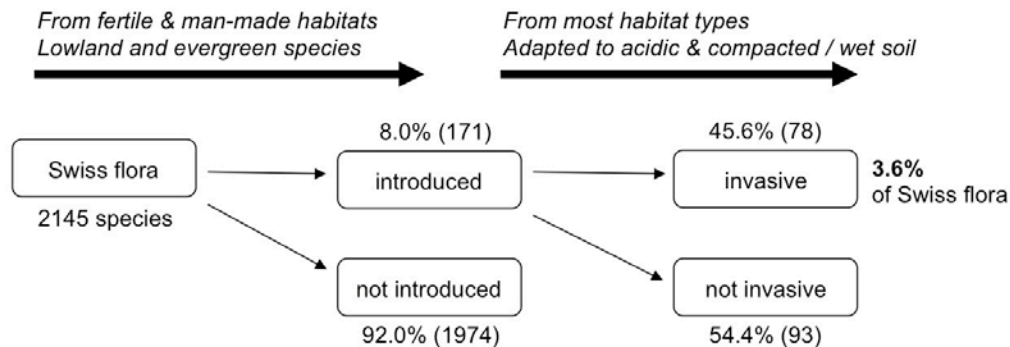 From fertile & man-made habitats
Lowland and evergreen species
From most habitat types
Adapted to acidic & compacted / wet soil
8.0% (171)
45.6% (78)
Swiss flora
introduced
invasive
3.6%
of Swiss flora
2145 species
not introduced
not invasive
92.0% (1974)
54.4% (93)